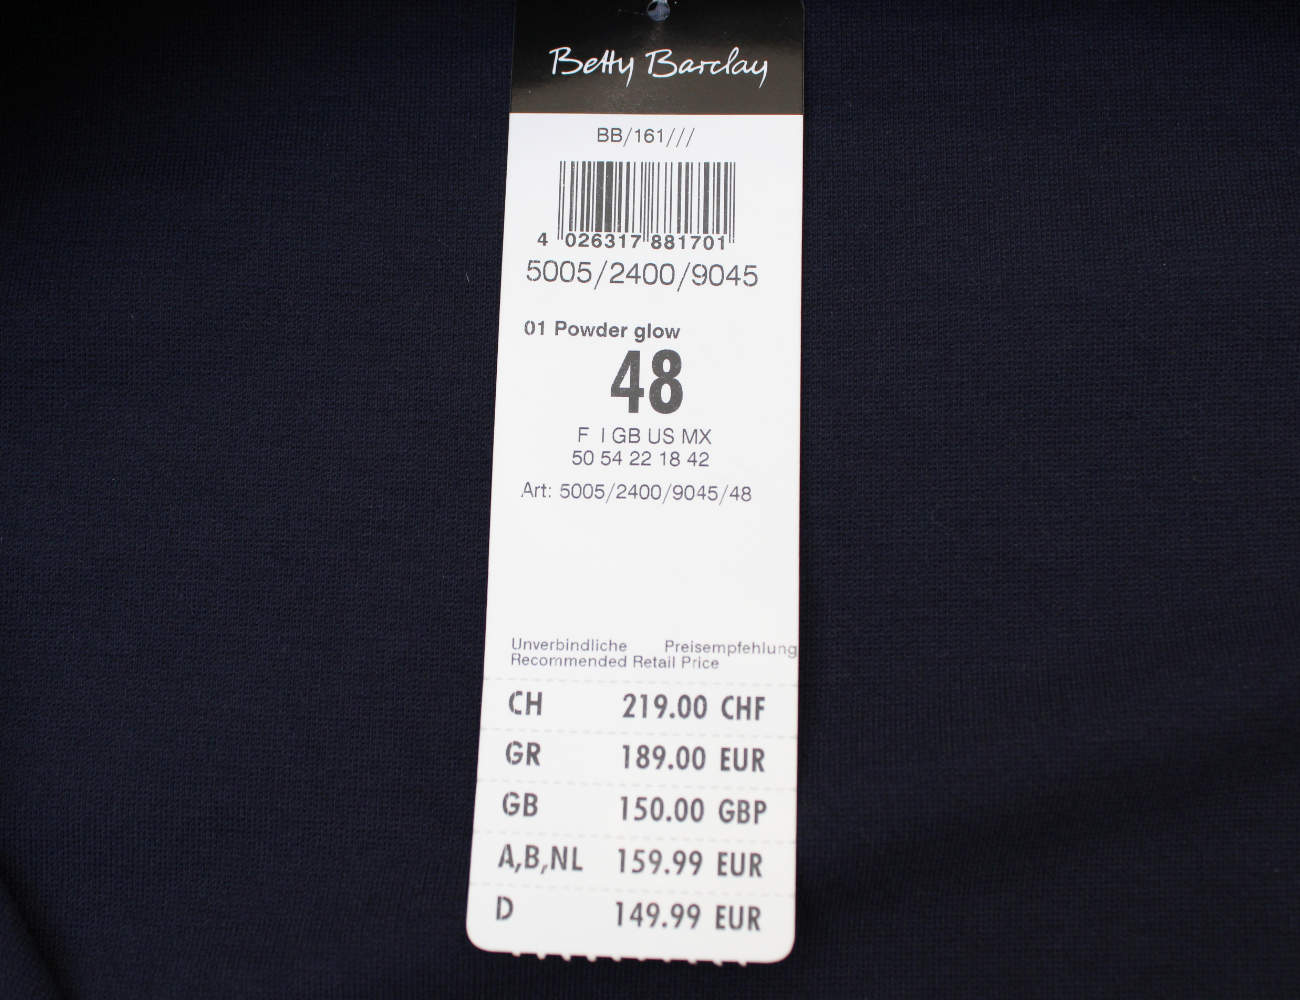 Betty Barclay
BB/161///
4 026317 881701
5005/2400/9045
01 Powder glow
48
F I GB US MX
50 54 22 18 42
Art: 5005/2400/9045/48
Unverbindliche Preisempfehlung
Recommended Retail Price
CH 219.00 CHF
GR 189.00 EUR
GB 150.00 GBP
A,B,NL 159.99 EUR
D 149.99 EUR